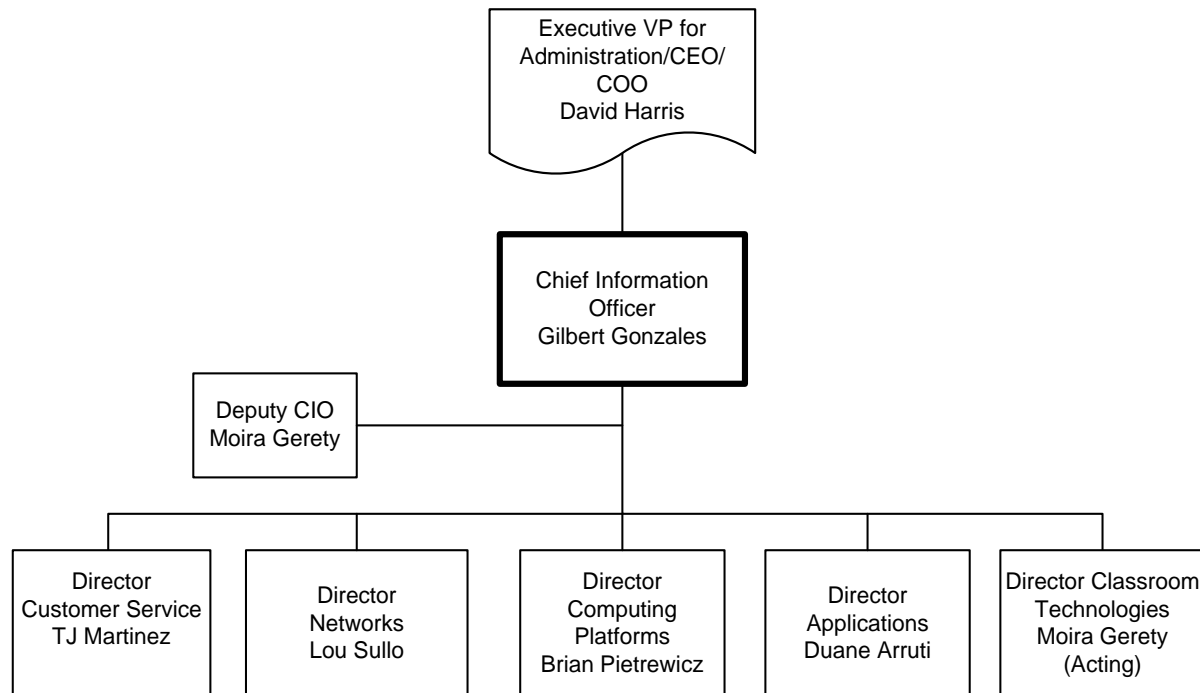 Executive VP for
Administration/CEO/
COO
David Harris
Chief Information
Officer
Gilbert Gonzales
Deputy CIO
Moira Gerety
Director
Customer Service
TJ Martinez
Director
Networks
Lou Sullo
Director
Computing
Platforms
Brian Pietrewicz
Director
Applications
Duane Arruti
Director Classroom
Technologies
Moira Gerety
(Acting)